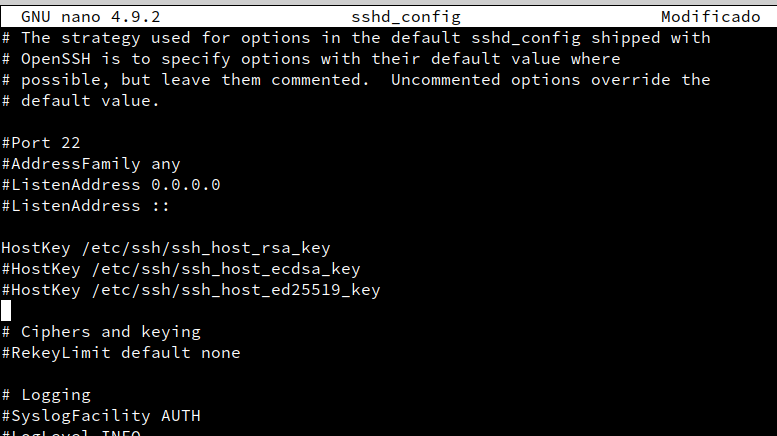 GNU nano 4.9.2 sshd_config Modificado
# The strategy used for options in the default sshd_config shipped with
# OpenSSH is to specify options with their default value where
# possible, but leave them commented.  Uncommented options override the
# default value.
#Port 22
#AddressFamily any
#ListenAddress 0.0.0.0
#ListenAddress ::
HostKey /etc/ssh/ssh_host_rsa_key
#HostKey /etc/ssh/ssh_host_ecdsa_key
#HostKey /etc/ssh/ssh_host_ed25519_key
# Ciphers and keying
#RekeyLimit default none
# Logging
#SyslogFacility AUTH
#LogLevel INFO